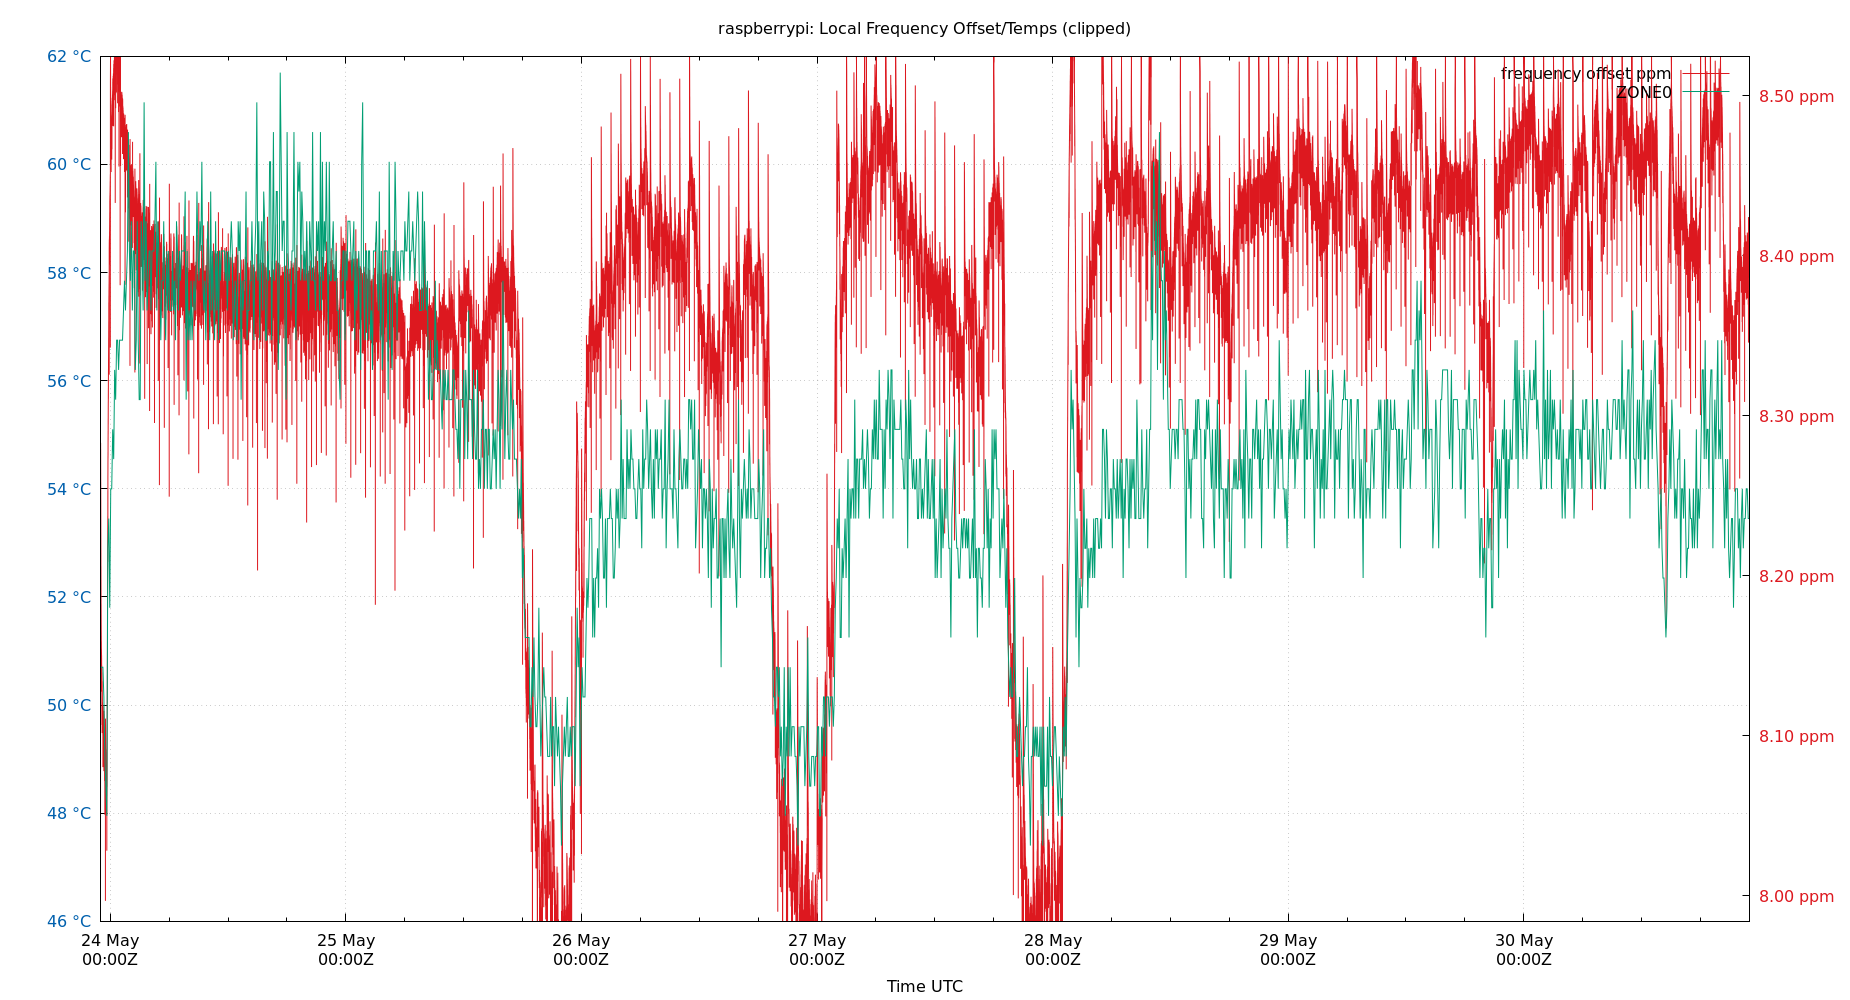 raspberrypi: Local Frequency Offset/Temps (clipped)
62 °C
60 °C
58 °C
56 °C
54 °C
52 °C
50 °C
48 °C
46 °C
frequency offset ppm
ZONE0
8.50 ppm
8.40 ppm
8.30 ppm
8.20 ppm
8.10 ppm
8.00 ppm
24 May
00:00Z
25 May
00:00Z
26 May
00:00Z
27 May
00:00Z
28 May
00:00Z
29 May
00:00Z
30 May
00:00Z
Time UTC